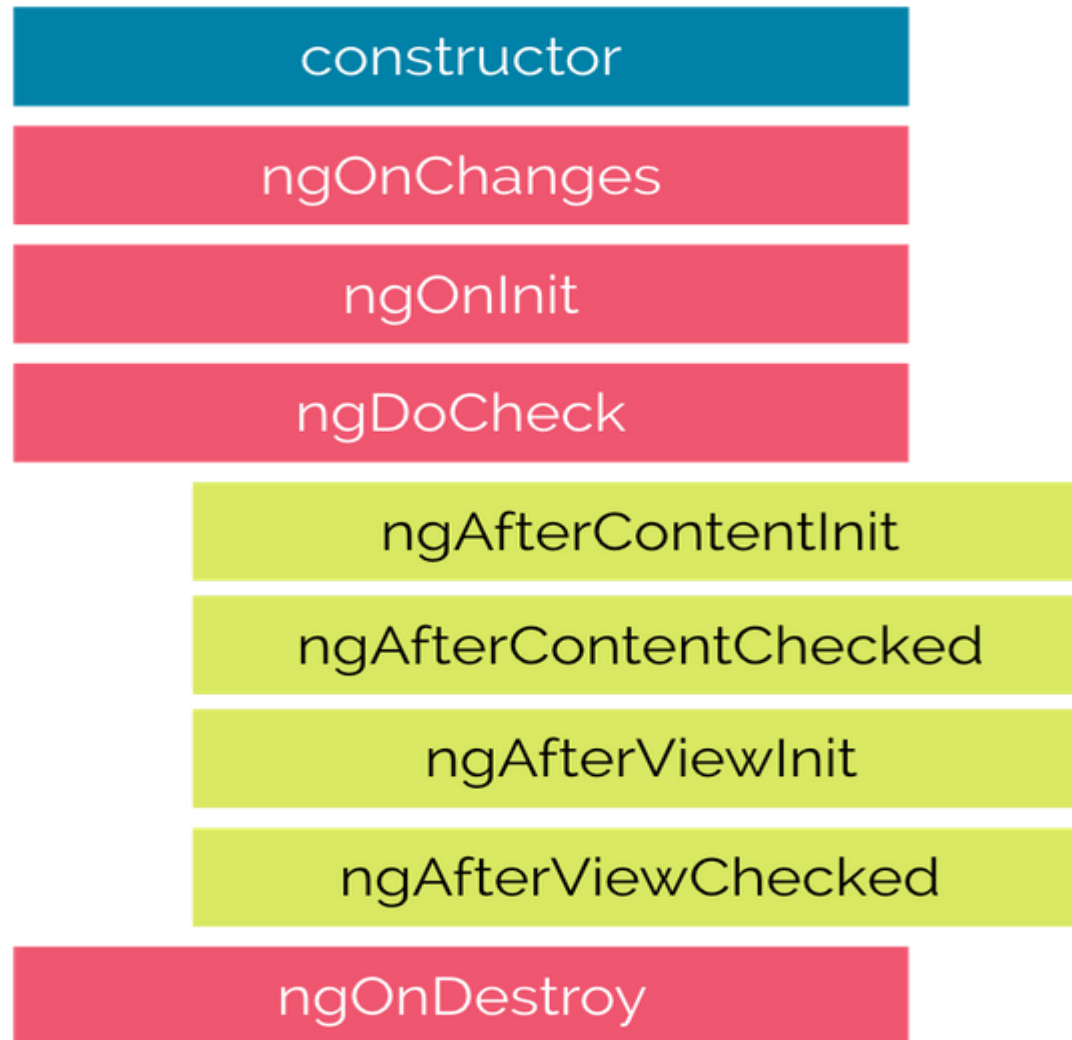 constructor
ngOnChanges
ngOnInit
ngDoCheck
ngAfterContentInit
ngAfterContentChecked
ngAfterViewInit
ngAfterViewChecked
ngOnDestroy